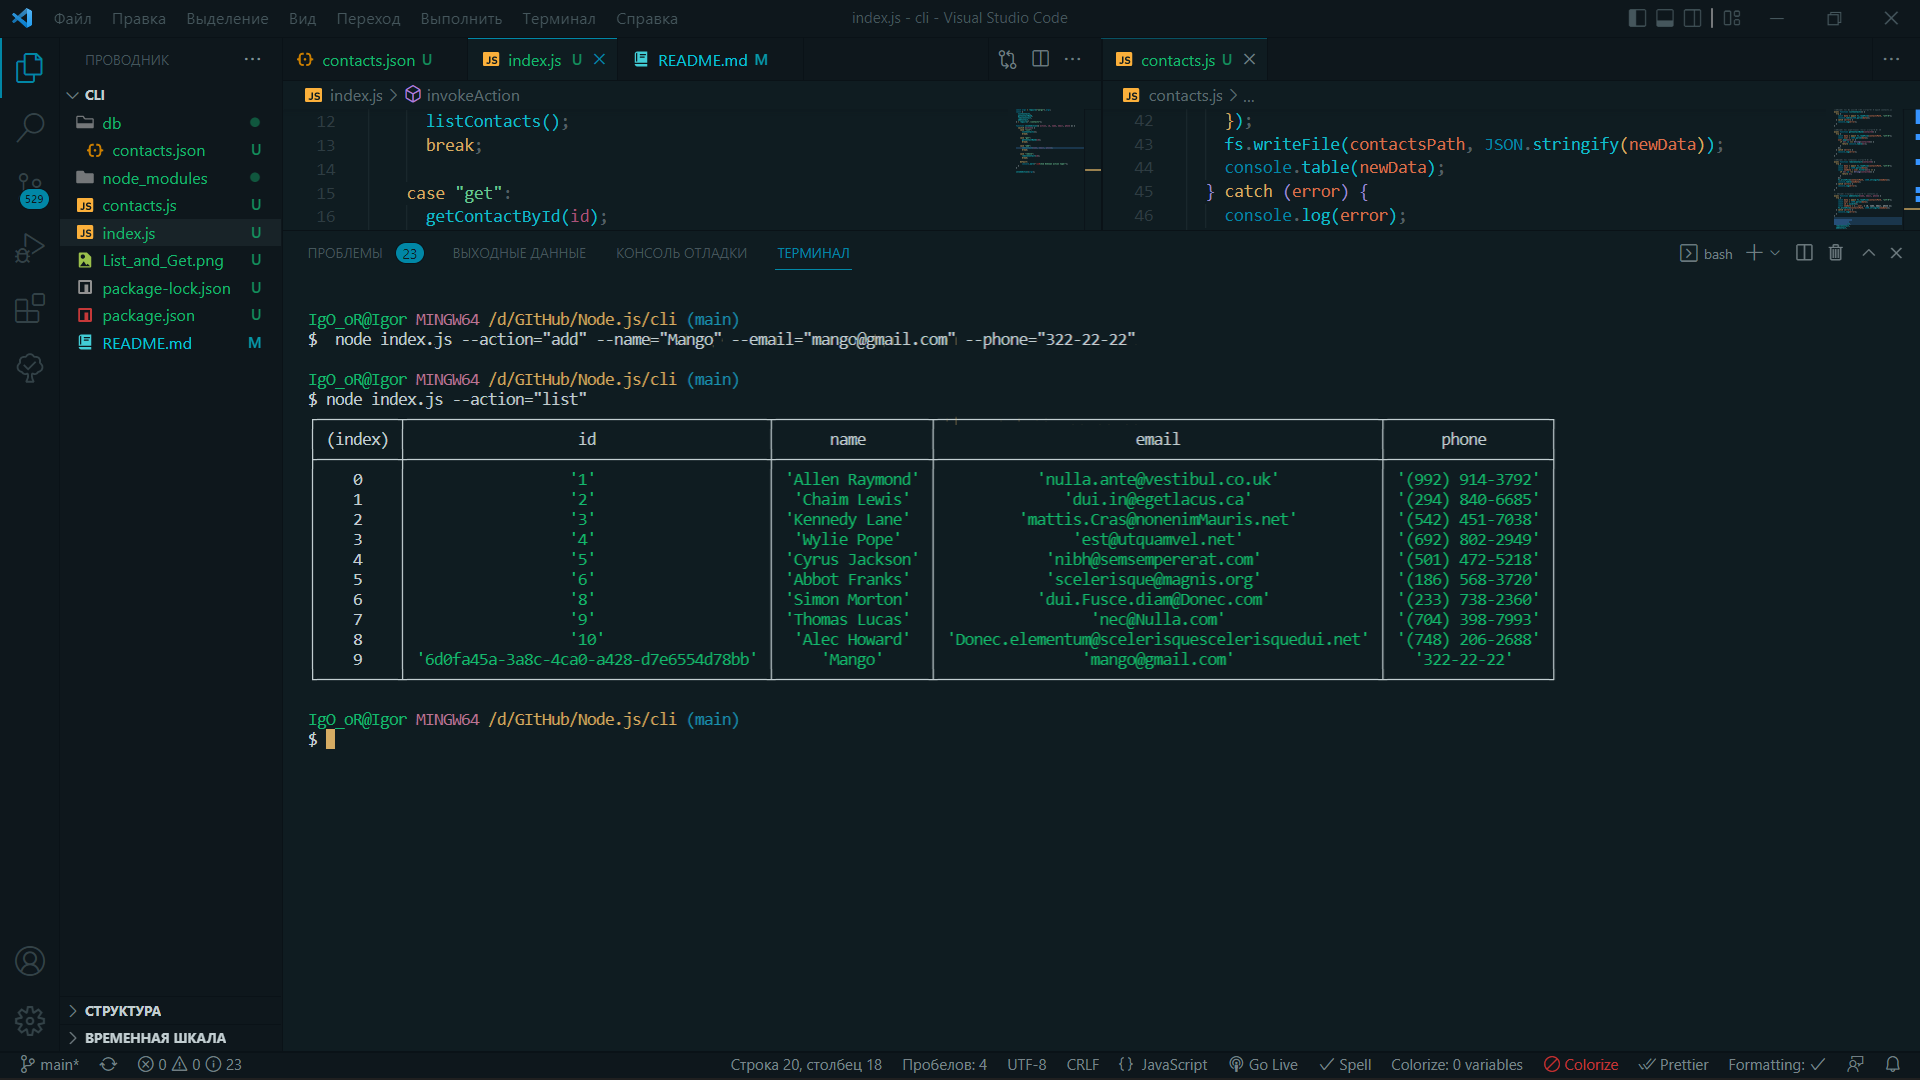 Файл Правка Выделение Вид Переход Выполнить Терминал Справка
index.js - cli - Visual Studio Code
ПРОВОДНИК
CLI
db
contacts.json U
node_modules
contacts.js U
index.js U
List_and_Get.png U
package-lock.json U
package.json U
README.md M
529
СТРУКТУРА
ВРЕМЕННАЯ ШКАЛА
contacts.json U
index.js U
README.md M
index.js > invokeAction
12 listContacts();
13 break;
14
15 case "get":
16 getContactById(id);
contacts.js U
contacts.js > ...
42 });
43 fs.writeFile(contactsPath, JSON.stringify(newData));
44 console.table(newData);
45 } catch (error) {
46 console.log(error);
ПРОБЛЕМЫ 23 ВЫХОДНЫЕ ДАННЫЕ КОНСОЛЬ ОТЛАДКИ ТЕРМИНАЛ
bash
IgO_oR@Igor MINGW64 /d/GItHub/Node.js/cli (main)
$  node index.js --action="add" --name="Mango" --email="mango@gmail.com" --phone="322-22-22"
IgO_oR@Igor MINGW64 /d/GItHub/Node.js/cli (main)
$ node index.js --action="list"
(index) id name email phone
0 '1' 'Allen Raymond' 'nulla.ante@vestibul.co.uk' '(992) 914-3792'
1 '2' 'Chaim Lewis' 'dui.in@egetlacus.ca' '(294) 840-6685'
2 '3' 'Kennedy Lane' 'mattis.Cras@nonenimMauris.net' '(542) 451-7038'
3 '4' 'Wylie Pope' 'est@utquamvel.net' '(692) 802-2949'
4 '5' 'Cyrus Jackson' 'nibh@semsempererat.com' '(501) 472-5218'
5 '6' 'Abbot Franks' 'scelerisque@magnis.org' '(186) 568-3720'
6 '8' 'Simon Morton' 'dui.Fusce.diam@Donec.com' '(233) 738-2360'
7 '9' 'Thomas Lucas' 'nec@Nulla.com' '(704) 398-7993'
8 '10' 'Alec Howard' 'Donec.elementum@scelerisquescelerisquedui.net' '(748) 206-2688'
9 '6d0fa45a-3a8c-4ca0-a428-d7e6554d78bb' 'Mango' 'mango@gmail.com' '322-22-22'
IgO_oR@Igor MINGW64 /d/GItHub/Node.js/cli (main)
$
main* 0 0 23 Строка 20, столбец 18 Пробелов: 4 UTF-8 CRLF {} JavaScript Go Live Spell Colorize: 0 variables Colorize Prettier Formatting: